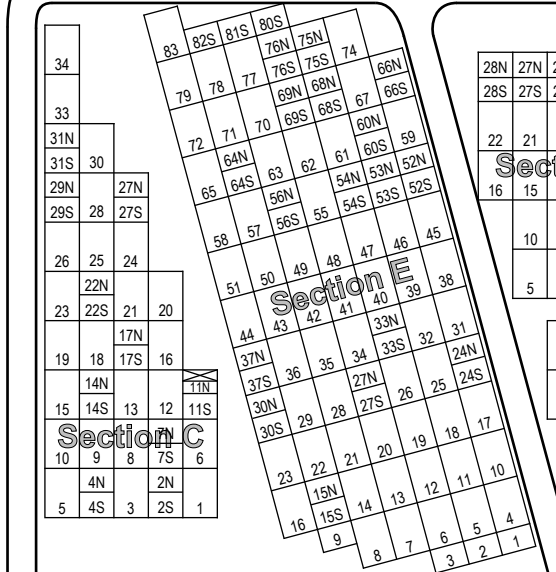 34
33
31N
31S 30
29N 27N
29S 28 27S
26 25 24
22N
23 22S 21 20
17N
19 18 17S 16
14N 11N
15 14S 13 12 11S
Section C
7N
10 9 8 7S 6
4N 2N
5 4S 3 2S 1
83 82S 81S 80S
76N 75N
79 78 77 76S 75S 74
69N 68N 66N
72 71 70 69S 68S 67 66S
64N 60N
65 64S 63 62 61 60S 59
56N 54N 53N 52N
58 57 56S 55 54S 53S 52S
51 50 49 48 47 46 45
Section E
44 43 42 41 40 39 38
37N 33N
37S 36 35 34 33S 32 31
30N 27N 24N
30S 29 28 27S 26 25 24S
23 22 21 20 19 18 17
15N
16 15S 14 13 12 11 10
9 8 7 6 5 4
3 2 1
28N 27N
28S 27S
22 21
Sect
16 15
10
5